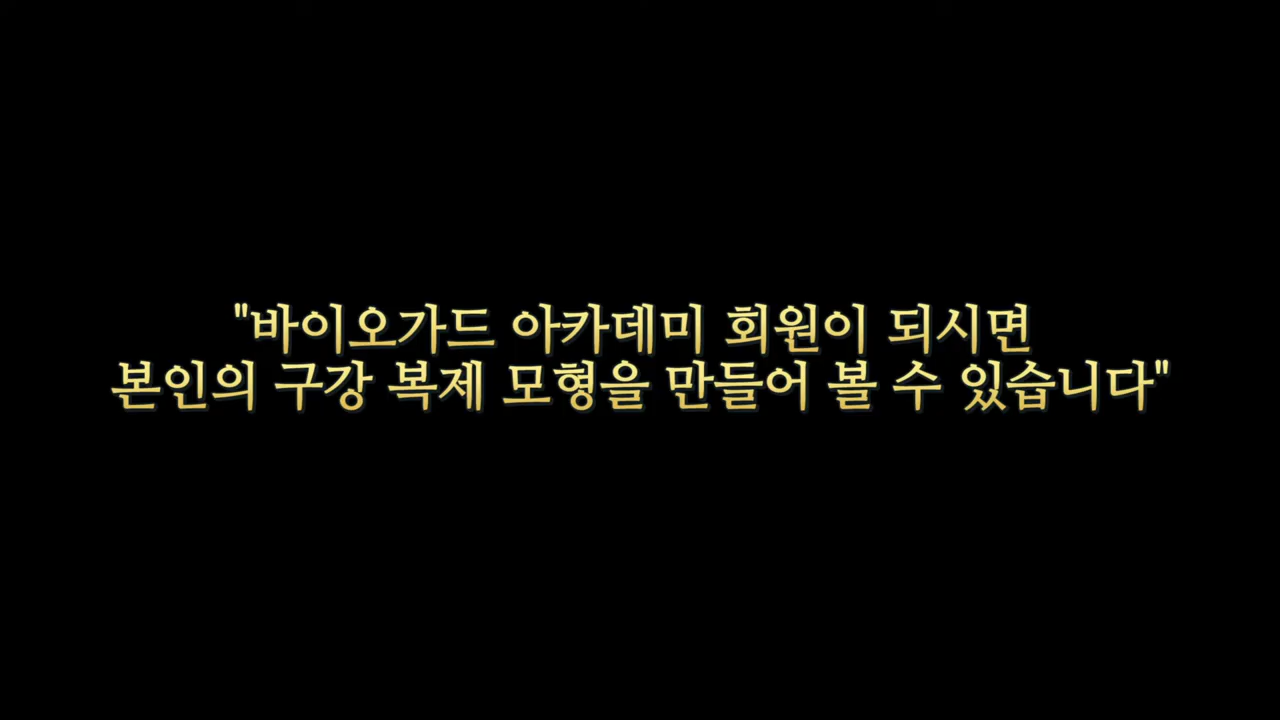 "바이오가드 아카데미 회원이 되시면
본인의 구강 복제 모형을 만들어 볼 수 있습니다"